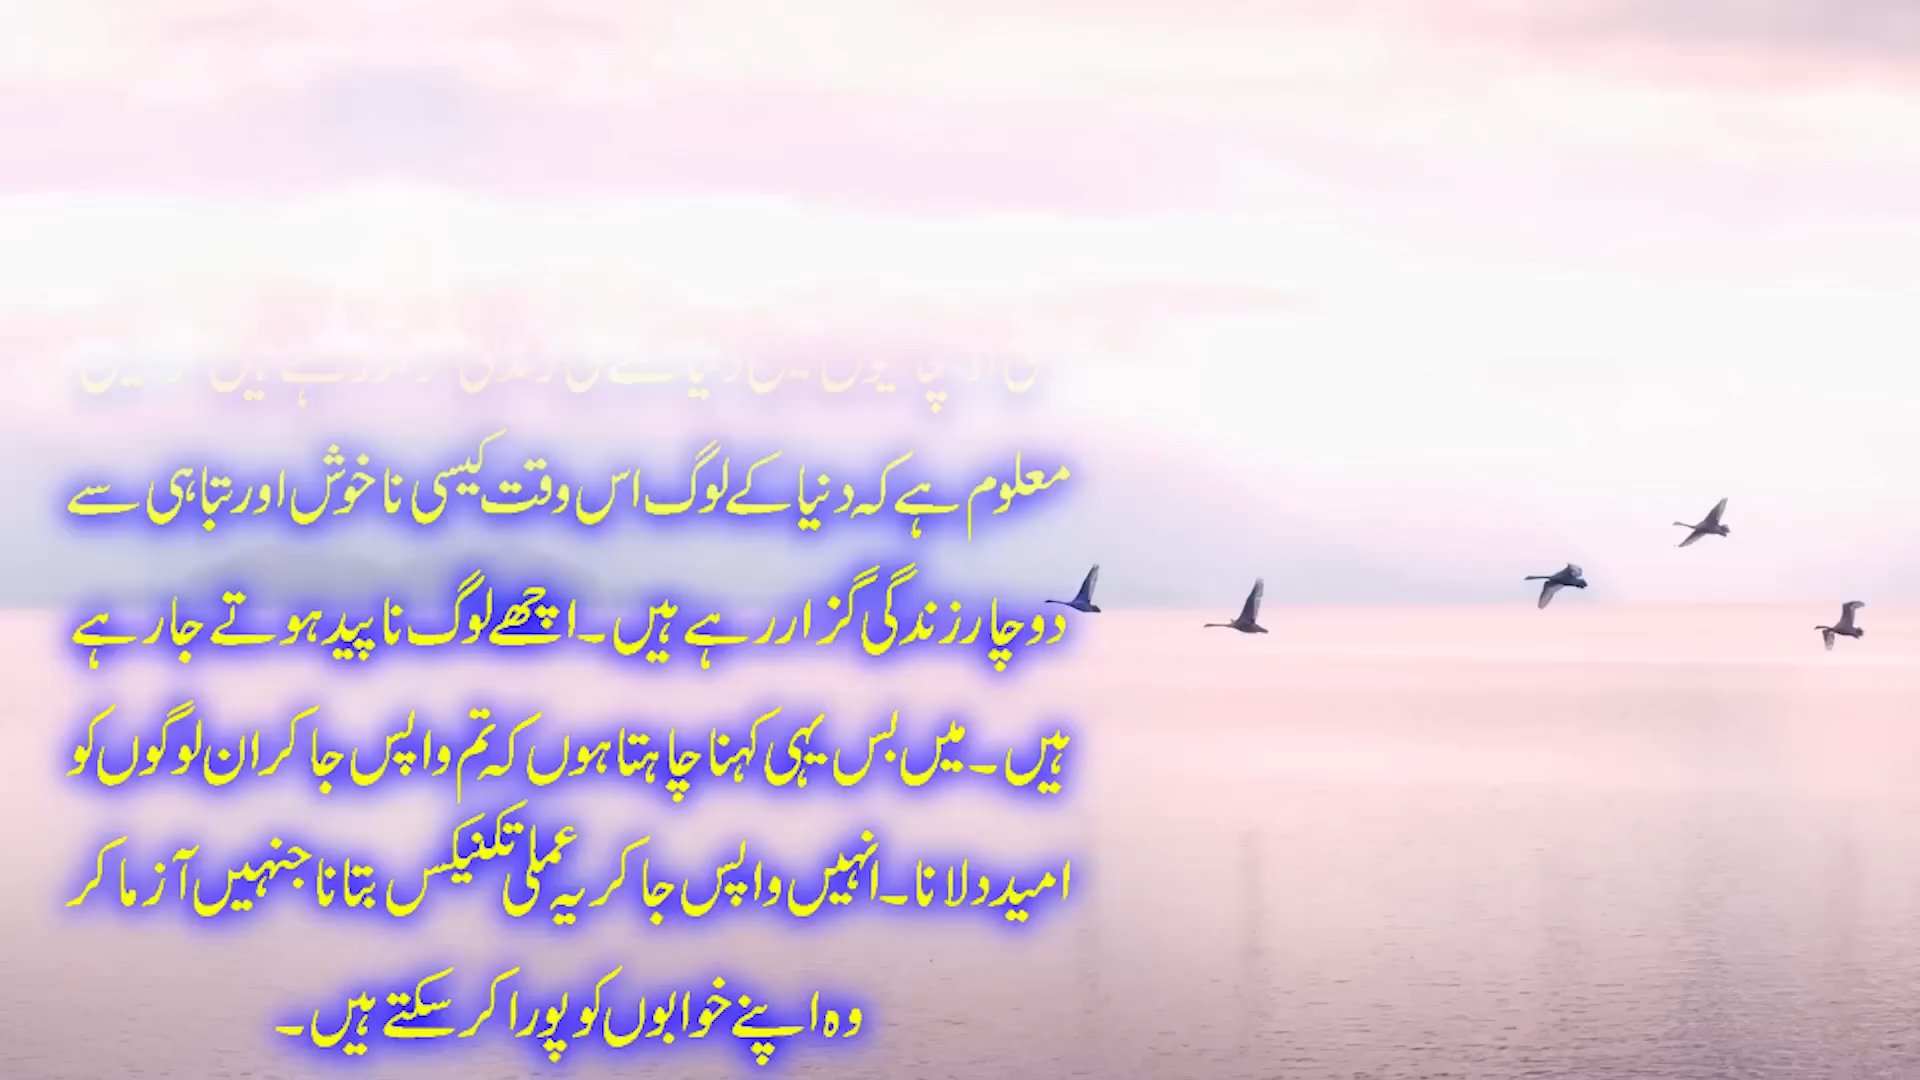 معلوم ہے کہ دنیا کے لوگ اس وقت کیسی ناخوش اور تباہی سے
دوچار زندگی گزار رہے ہیں۔ اچھے لوگ ناپید ہوتے جا رہے
ہیں۔ میں بس یہی کہنا چاہتا ہوں کہ تم واپس جا کر ان لوگوں کو
امید دلانا۔ انہیں واپس جا کر یہ عملی تکنیکس بتانا جنہیں آزما کر
وہ اپنے خوابوں کو پورا کر سکتے ہیں۔